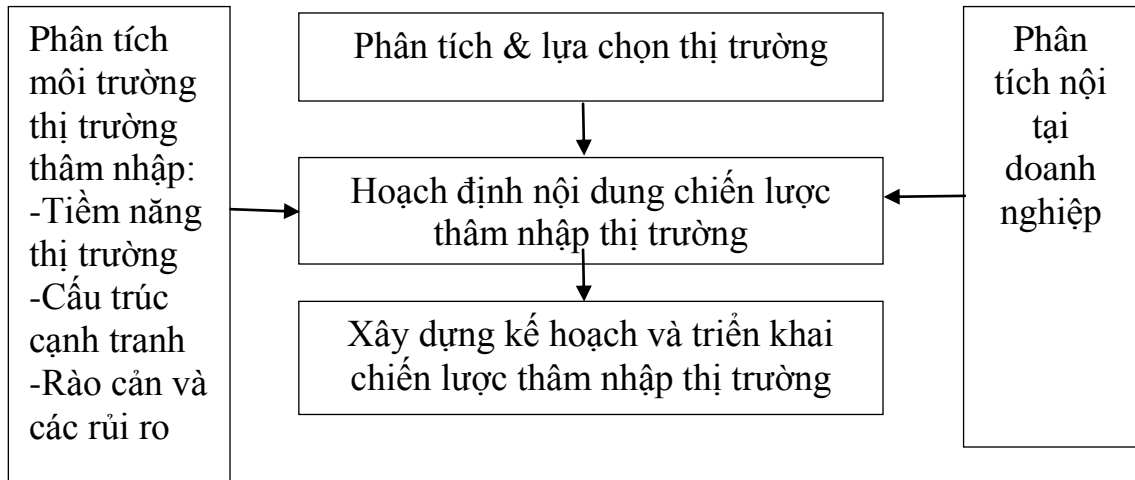 Phân tích
môi trường
thị trường
thâm nhập:
-Tiềm năng
thị trường
-Cấu trúc
cạnh tranh
-Rào cản và
các rủi ro
Phân tích & lựa chọn thị trường
Hoạch định nội dung chiến lược
thâm nhập thị trường
Xây dựng kế hoạch và triển khai
chiến lược thâm nhập thị trường
Phân
tích nội
tại
doanh
nghiệp